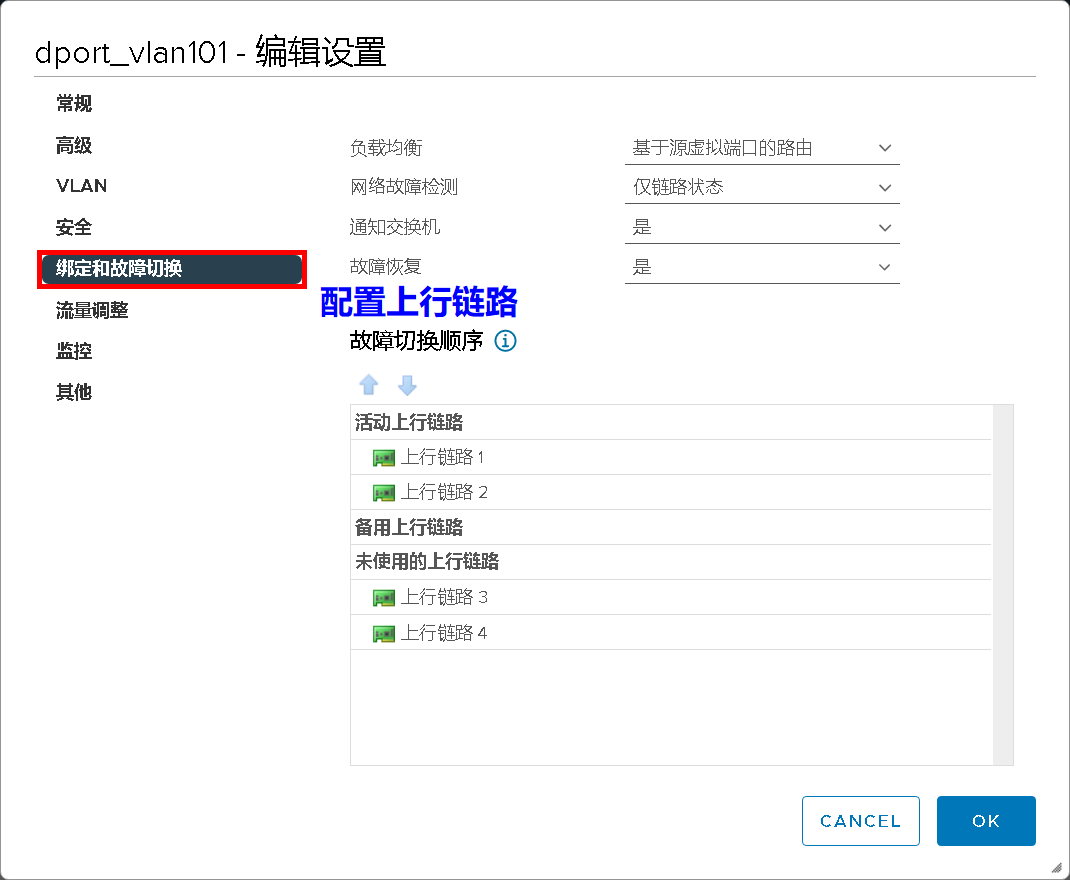 dport_vlan101 - 编辑设置
常规
高级
VLAN
安全
绑定和故障切换
流量调整
监控
其他
负载均衡 基于源虚拟端口的路由
网络故障检测 仅链路状态
通知交换机 是
故障恢复 是
配置上行链路
故障切换顺序
活动上行链路
上行链路 1
上行链路 2
备用上行链路
未使用的上行链路
上行链路 3
上行链路 4
CANCEL OK